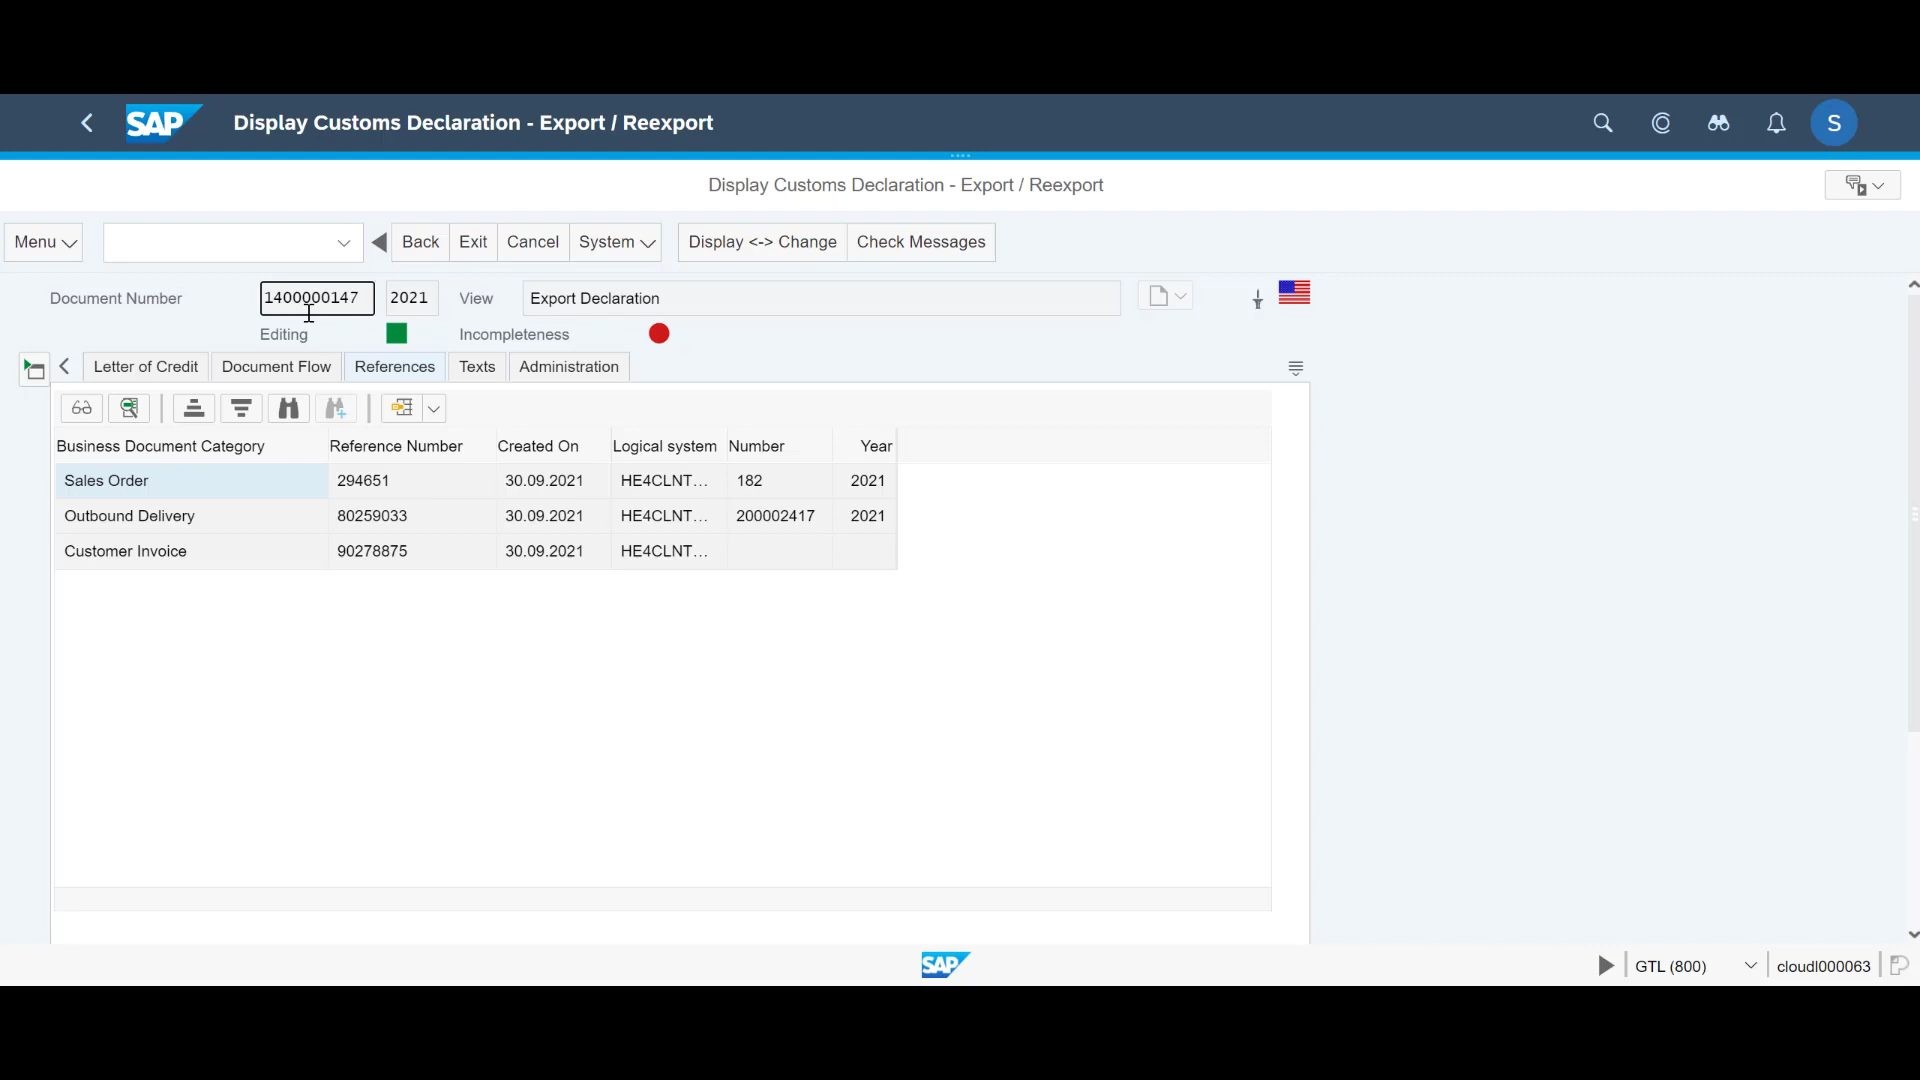 SAP Display Customs Declaration - Export / Reexport S
Display Customs Declaration - Export / Reexport
Menu Back Exit Cancel System Display <-> Change Check Messages
Document Number 1400000147 2021 View Export Declaration
Editing Incompleteness
Letter of Credit Document Flow References Texts Administration
Business Document Category Reference Number Created On Logical system Number Year
Sales Order 294651 30.09.2021 HE4CLNT... 182 2021
Outbound Delivery 80259033 30.09.2021 HE4CLNT... 200002417 2021
Customer Invoice 90278875 30.09.2021 HE4CLNT...
SAP GTL (800) cloudl000063